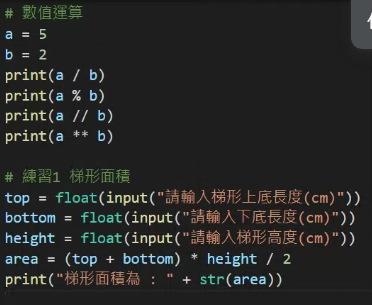 # 數值運算
a = 5
b = 2
print(a / b)
print(a % b)
print(a // b)
print(a ** b)
# 練習1 梯形面積
top = float(input("請輸入梯形上底長度(cm)"))
bottom = float(input("請輸入下底長度(cm)"))
height = float(input("請輸入梯形高度(cm)"))
area = (top + bottom) * height / 2
print("梯形面積為 : " + str(area))